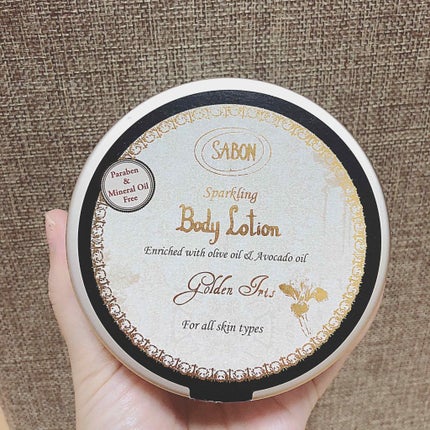 SABON
Paraben
&
Mineral Oil
Free
Sparkling
Body Lotion
Enriched with olive oil & Avocado oil
Golden Iris
For all skin types